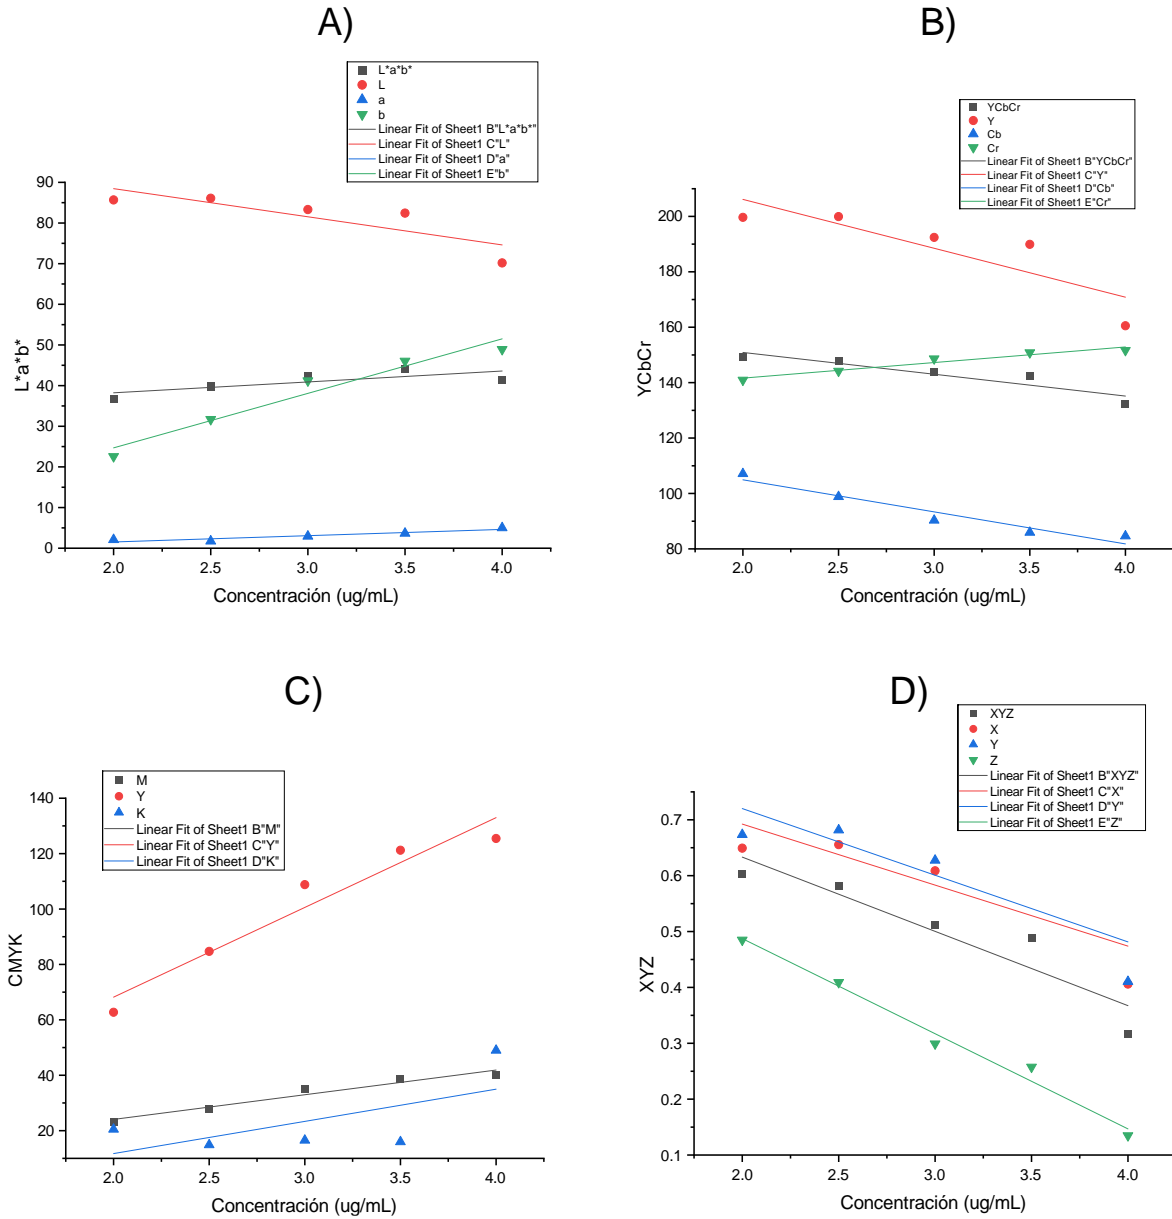 A)
L*a*b*
L
a
b
Linear Fit of Sheet1 B"L*a*b*"
Linear Fit of Sheet1 C"L"
Linear Fit of Sheet1 D"a"
Linear Fit of Sheet1 E"b"
90
80
70
60
50
40
30
20
10
0
L*a*b*
2.0 2.5 3.0 3.5 4.0
Concentración (ug/mL)
B)
YCbCr
Y
Cb
Cr
Linear Fit of Sheet1 B"YCbCr"
Linear Fit of Sheet1 C"Y"
Linear Fit of Sheet1 D"Cb"
Linear Fit of Sheet1 E"Cr"
200
180
160
140
120
100
80
YCbCr
2.0 2.5 3.0 3.5 4.0
Concentración (ug/mL)
C)
M
Y
K
Linear Fit of Sheet1 B"M"
Linear Fit of Sheet1 C"Y"
Linear Fit of Sheet1 D"K"
140
120
100
80
60
40
20
CMYK
2.0 2.5 3.0 3.5 4.0
Concentración (ug/mL)
D)
XYZ
X
Y
Z
Linear Fit of Sheet1 B"XYZ"
Linear Fit of Sheet1 C"X"
Linear Fit of Sheet1 D"Y"
Linear Fit of Sheet1 E"Z"
0.7
0.6
0.5
0.4
0.3
0.2
0.1
XYZ
2.0 2.5 3.0 3.5 4.0
Concentración (ug/mL)